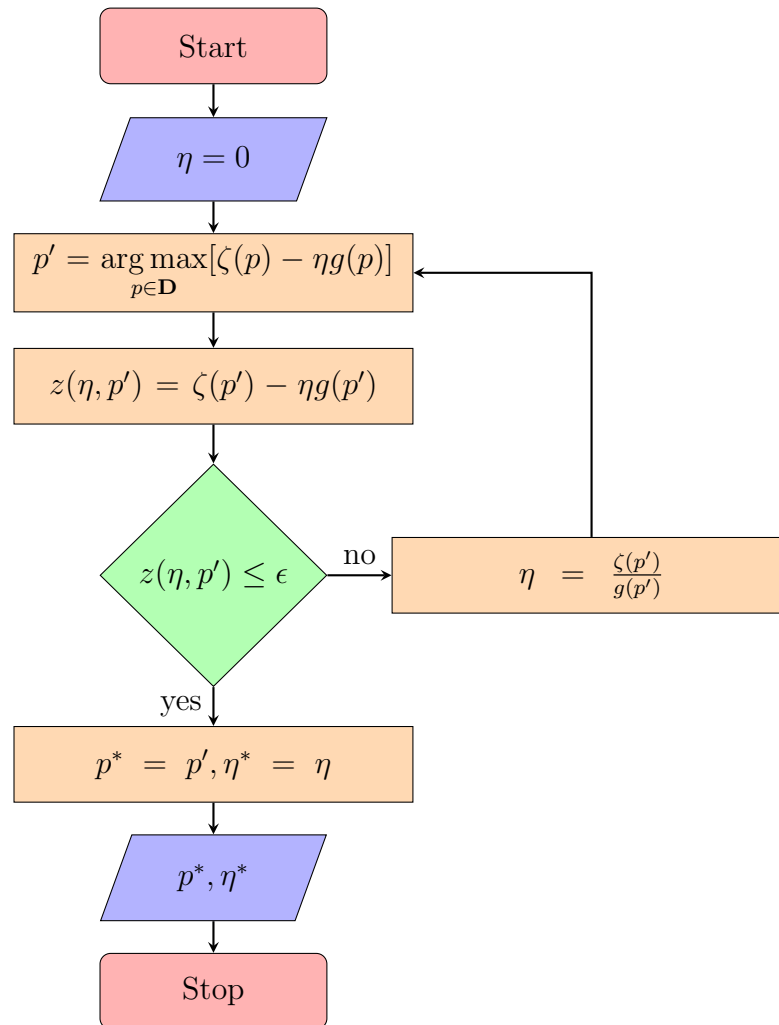 Start
η = 0
p′ = arg max[ζ(p) − ηg(p)]
p∈D
z(η, p′) = ζ(p′) − ηg(p′)
z(η, p′) ≤ ϵ
no
η = ζ(p′)/g(p′)
yes
p* = p′, η* = η
p*, η*
Stop